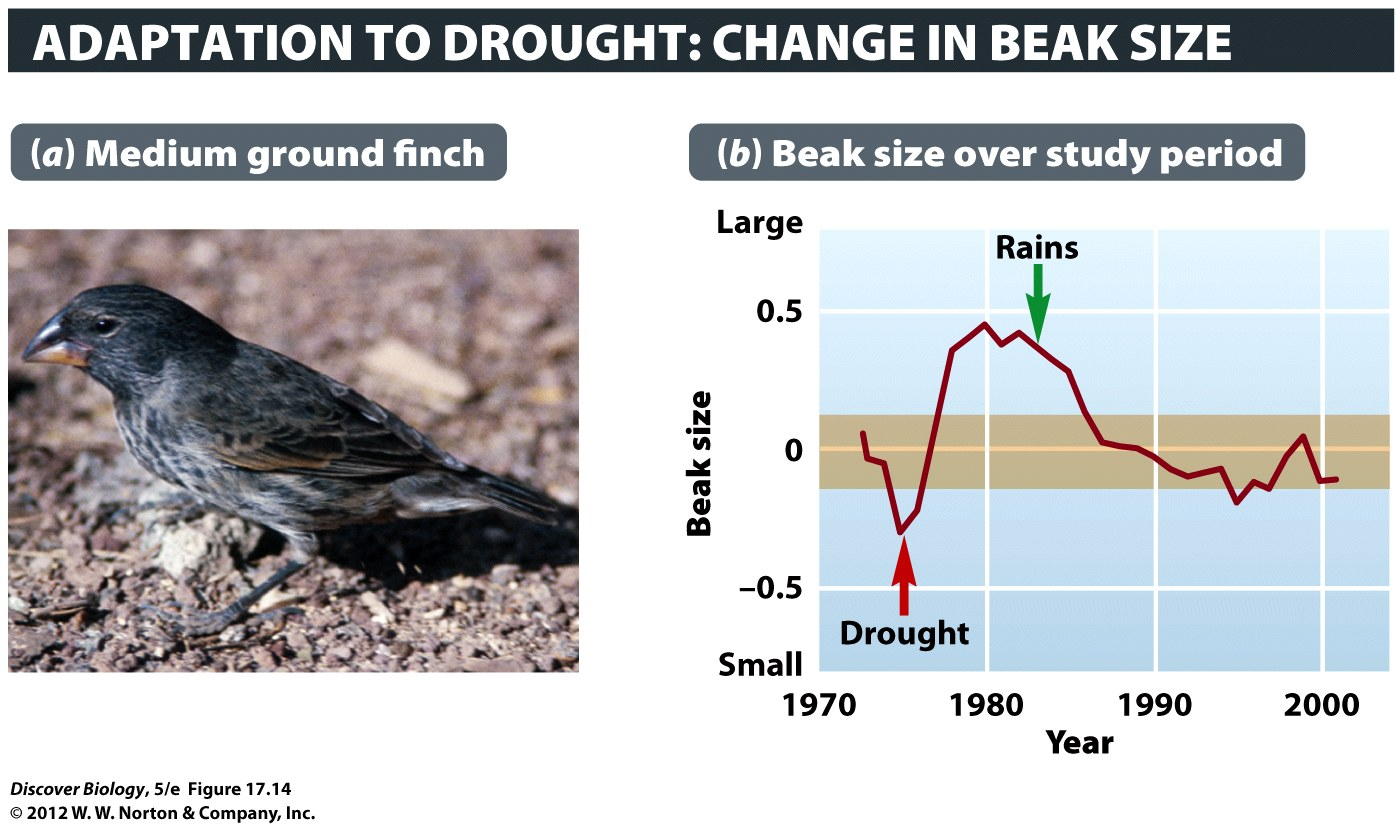 ADAPTATION TO DROUGHT: CHANGE IN BEAK SIZE
(a) Medium ground finch
(b) Beak size over study period
Large
0.5
0
–0.5
Small
Beak size
Rains
Drought
1970
1980
1990
2000
Year
Discover Biology, 5/e Figure 17.14
© 2012 W. W. Norton & Company, Inc.